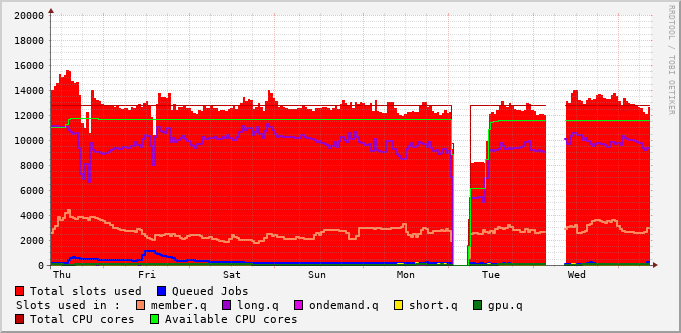 20000
18000
16000
14000
12000
10000
8000
6000
4000
2000
0
Thu Fri Sat Sun Mon Tue Wed
Total slots used Queued Jobs
Slots used in : member.q long.q ondemand.q short.q gpu.q
Total CPU cores Available CPU cores
RRDTOOL / TOBI OETIKER